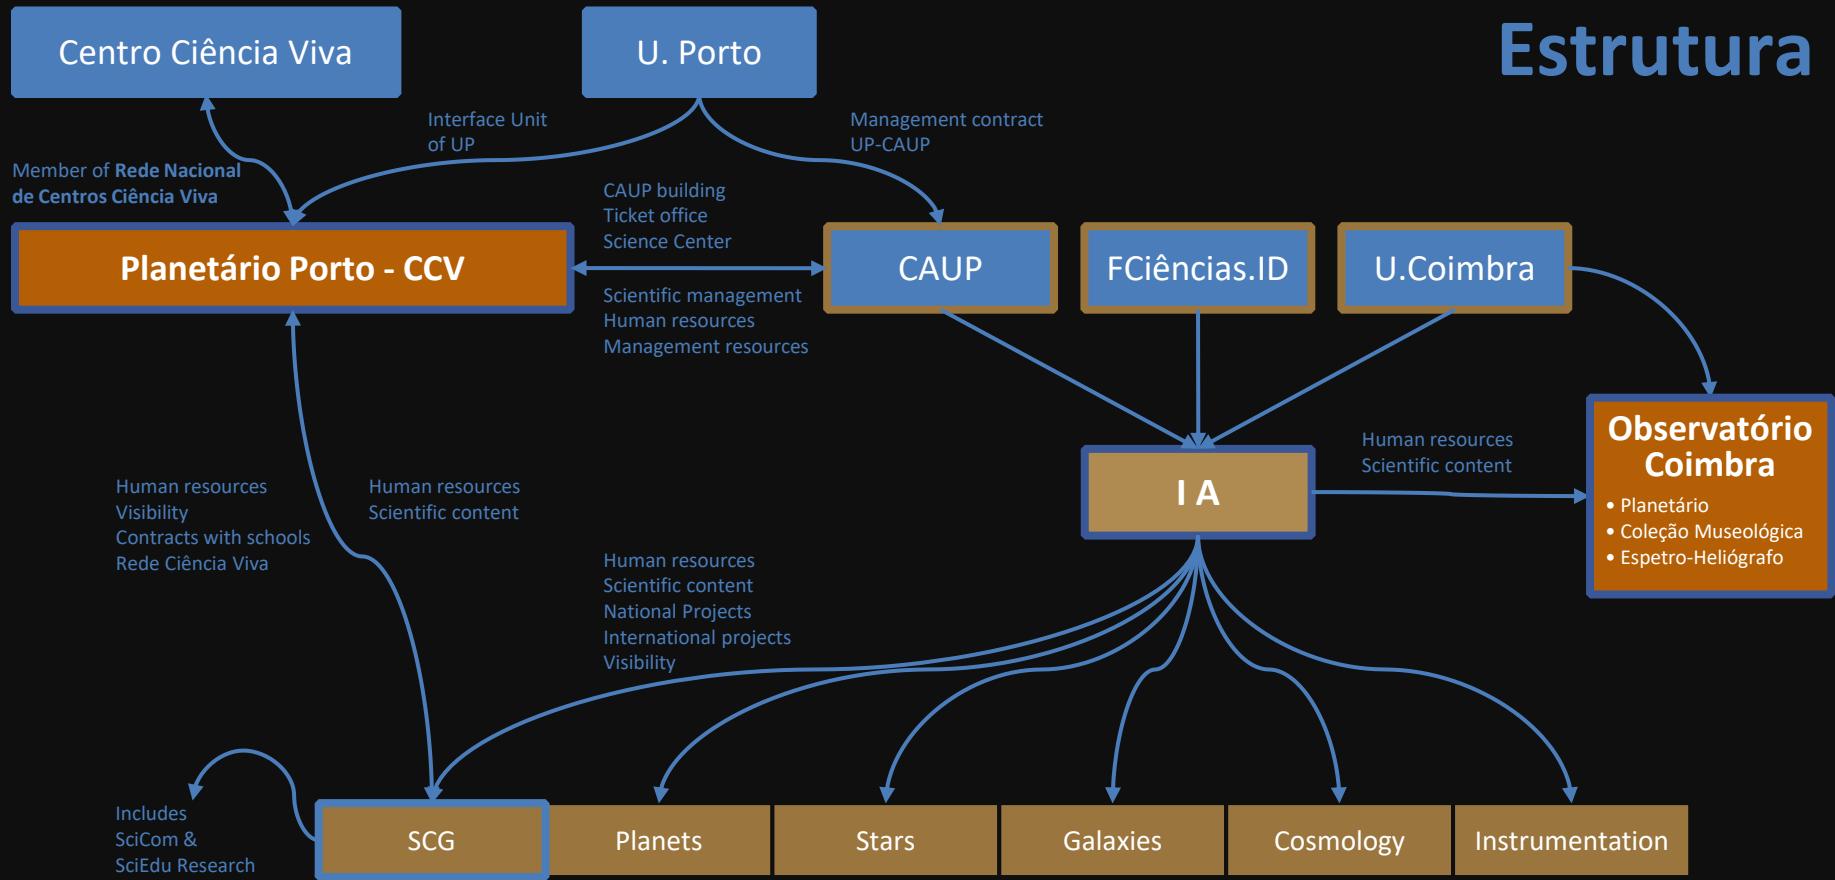 Estrutura
Centro Ciência Viva
U. Porto
Interface Unit
of UP
Management contract
UP-CAUP
Member of Rede Nacional
de Centros Ciência Viva
CAUP building
Ticket office
Science Center
Planetário Porto - CCV
CAUP
FCiências.ID
U.Coimbra
Scientific management
Human resources
Management resources
Observatório
Coimbra
• Planetário
• Coleção Museológica
• Espetro-Heliógrafo
Human resources
Scientific content
I A
Human resources
Visibility
Contracts with schools
Rede Ciência Viva
Human resources
Scientific content
Human resources
Scientific content
National Projects
International projects
Visibility
Includes
SciCom &
SciEdu Research
SCG
Planets
Stars
Galaxies
Cosmology
Instrumentation